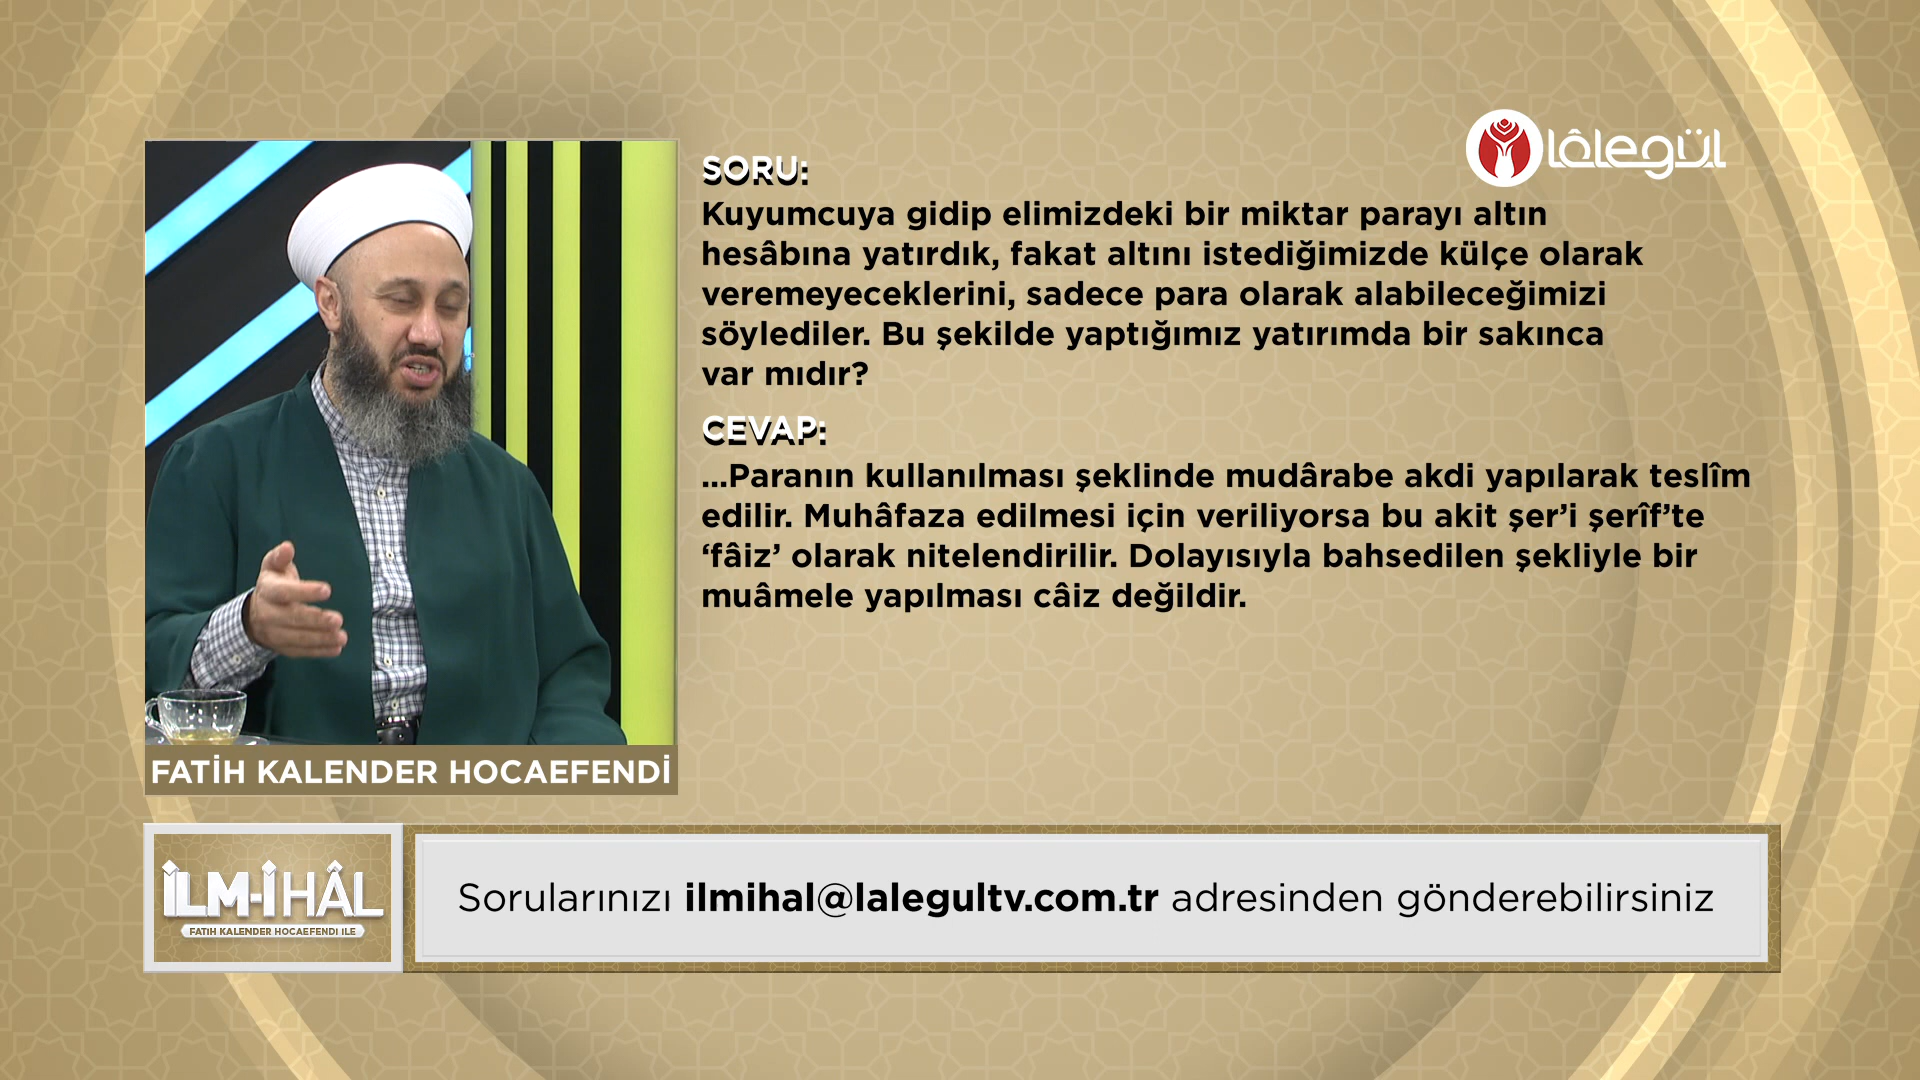 lâlegül
SORU:
Kuyumcuya gidip elimizdeki bir miktar parayı altın
hesâbına yatırdık, fakat altını istediğimizde külçe olarak
veremeyeceklerini, sadece para olarak alabileceğimizi
söylediler. Bu şekilde yaptığımız yatırımda bir sakınca
var mıdır?
CEVAP:
...Paranın kullanılması şeklinde mudârabe akdi yapılarak teslîm
edilir. Muhâfaza edilmesi için veriliyorsa bu akit şer’i şerîf’te
‘fâiz’ olarak nitelendirilir. Dolayısıyla bahsedilen şekliyle bir
muâmele yapılması câiz değildir.
FATİH KALENDER HOCAEFENDİ
İLM-İ HÂL
FATİH KALENDER HOCAEFENDİ İLE
Sorularınızı ilmihal@lalegultv.com.tr adresinden gönderebilirsiniz